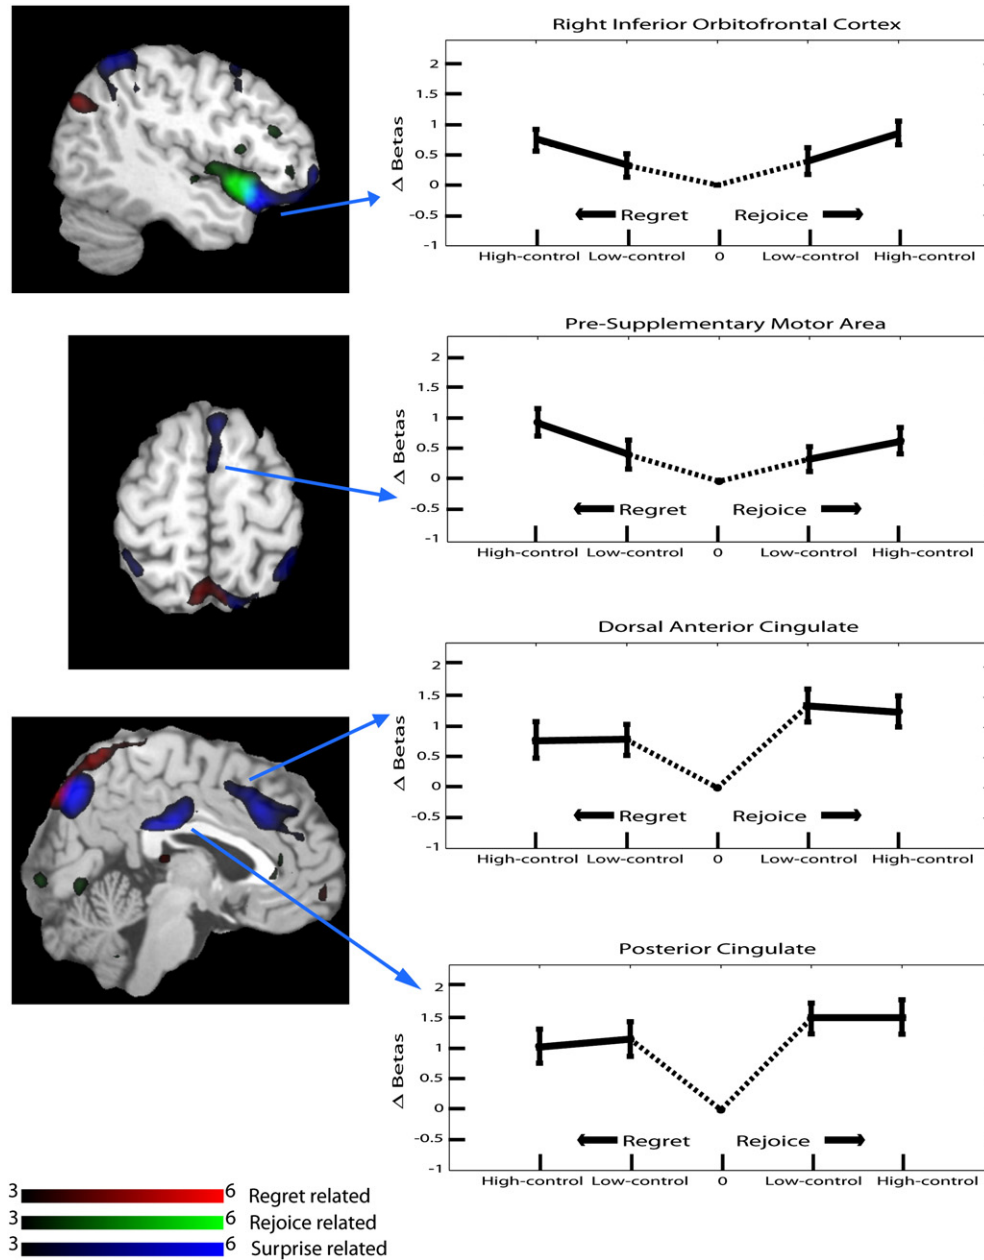 Right Inferior Orbitofrontal Cortex
2
1.5
1
0.5
0
-0.5
-1
Δ Betas
Regret Rejoice
High-control Low-control 0 Low-control High-control
Pre-Supplementary Motor Area
2
1.5
1
0.5
0
-0.5
-1
Δ Betas
Regret Rejoice
High-control Low-control 0 Low-control High-control
Dorsal Anterior Cingulate
2
1.5
1
0.5
0
-0.5
-1
Δ Betas
Regret Rejoice
High-control Low-control 0 Low-control High-control
Posterior Cingulate
2
1.5
1
0.5
0
-0.5
-1
Δ Betas
Regret Rejoice
High-control Low-control 0 Low-control High-control
3 6 Regret related
3 6 Rejoice related
3 6 Surprise related